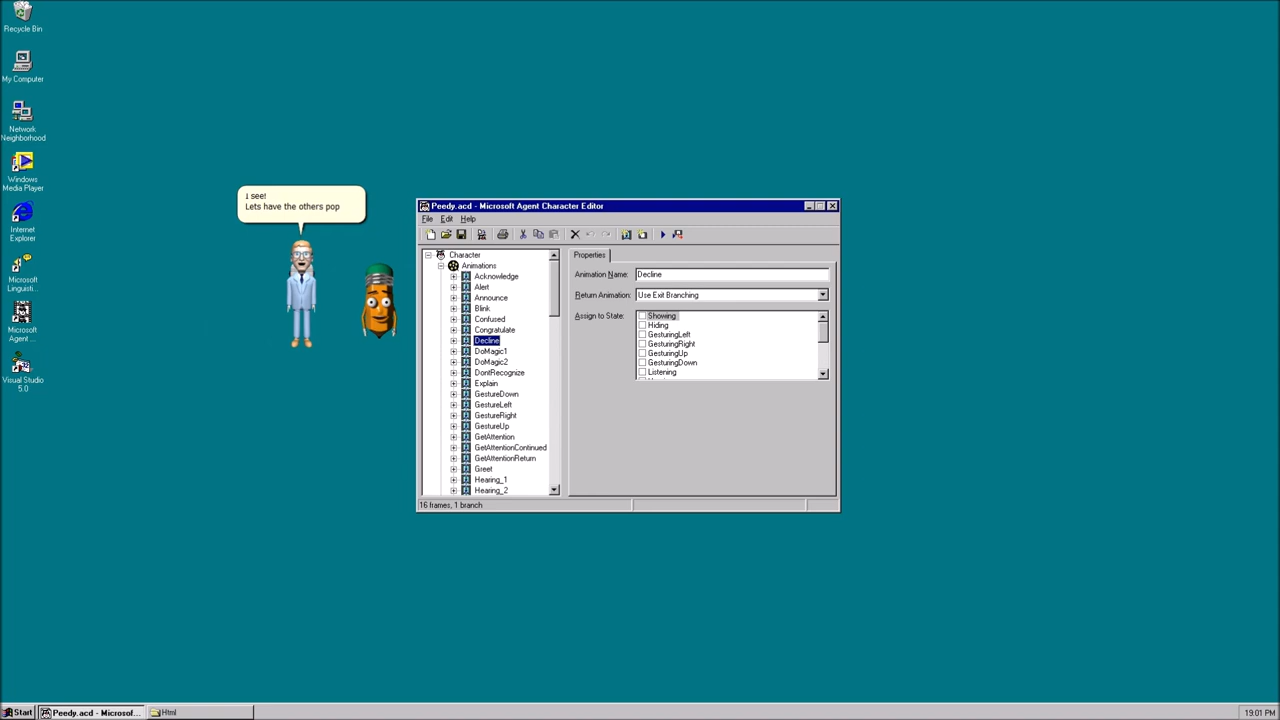 Recycle Bin
My Computer
Network
Neighborhood
Windows
Media Player
Internet
Explorer
Microsoft
Linguisti...
Microsoft
Agent ...
Visual Studio
5.0
I see!
Lets have the others pop
Peedy.acd - Microsoft Agent Character Editor
File Edit Help
Character
Animations
Acknowledge
Alert
Announce
Blink
Confused
Congratulate
Decline
DoMagic1
DoMagic2
DontRecognize
Explain
GestureDown
GestureLeft
GestureRight
GestureUp
GetAttention
GetAttentionContinued
GetAttentionReturn
Greet
Hearing_1
Hearing_2
Properties
Animation Name: Decline
Return Animation: Use Exit Branching
Assign to State: Showing
Hiding
GesturingLeft
GesturingRight
GesturingUp
GesturingDown
Listening
16 frames, 1 branch
Start Peedy.acd - Microsof... Html 19:01 PM